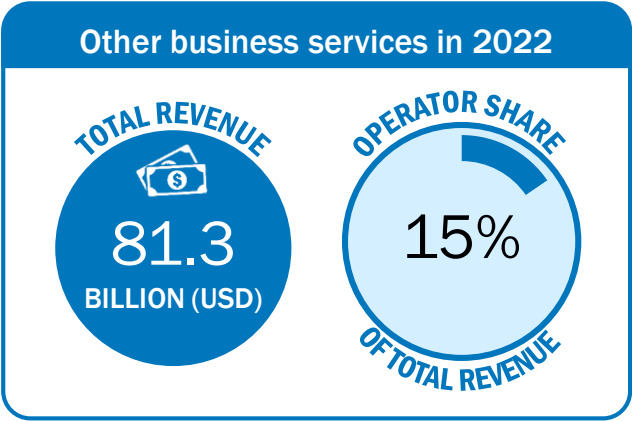 Other business services in 2022
TOTAL REVENUE
$
81.3
BILLION (USD)
OPERATOR SHARE
15%
OF TOTAL REVENUE